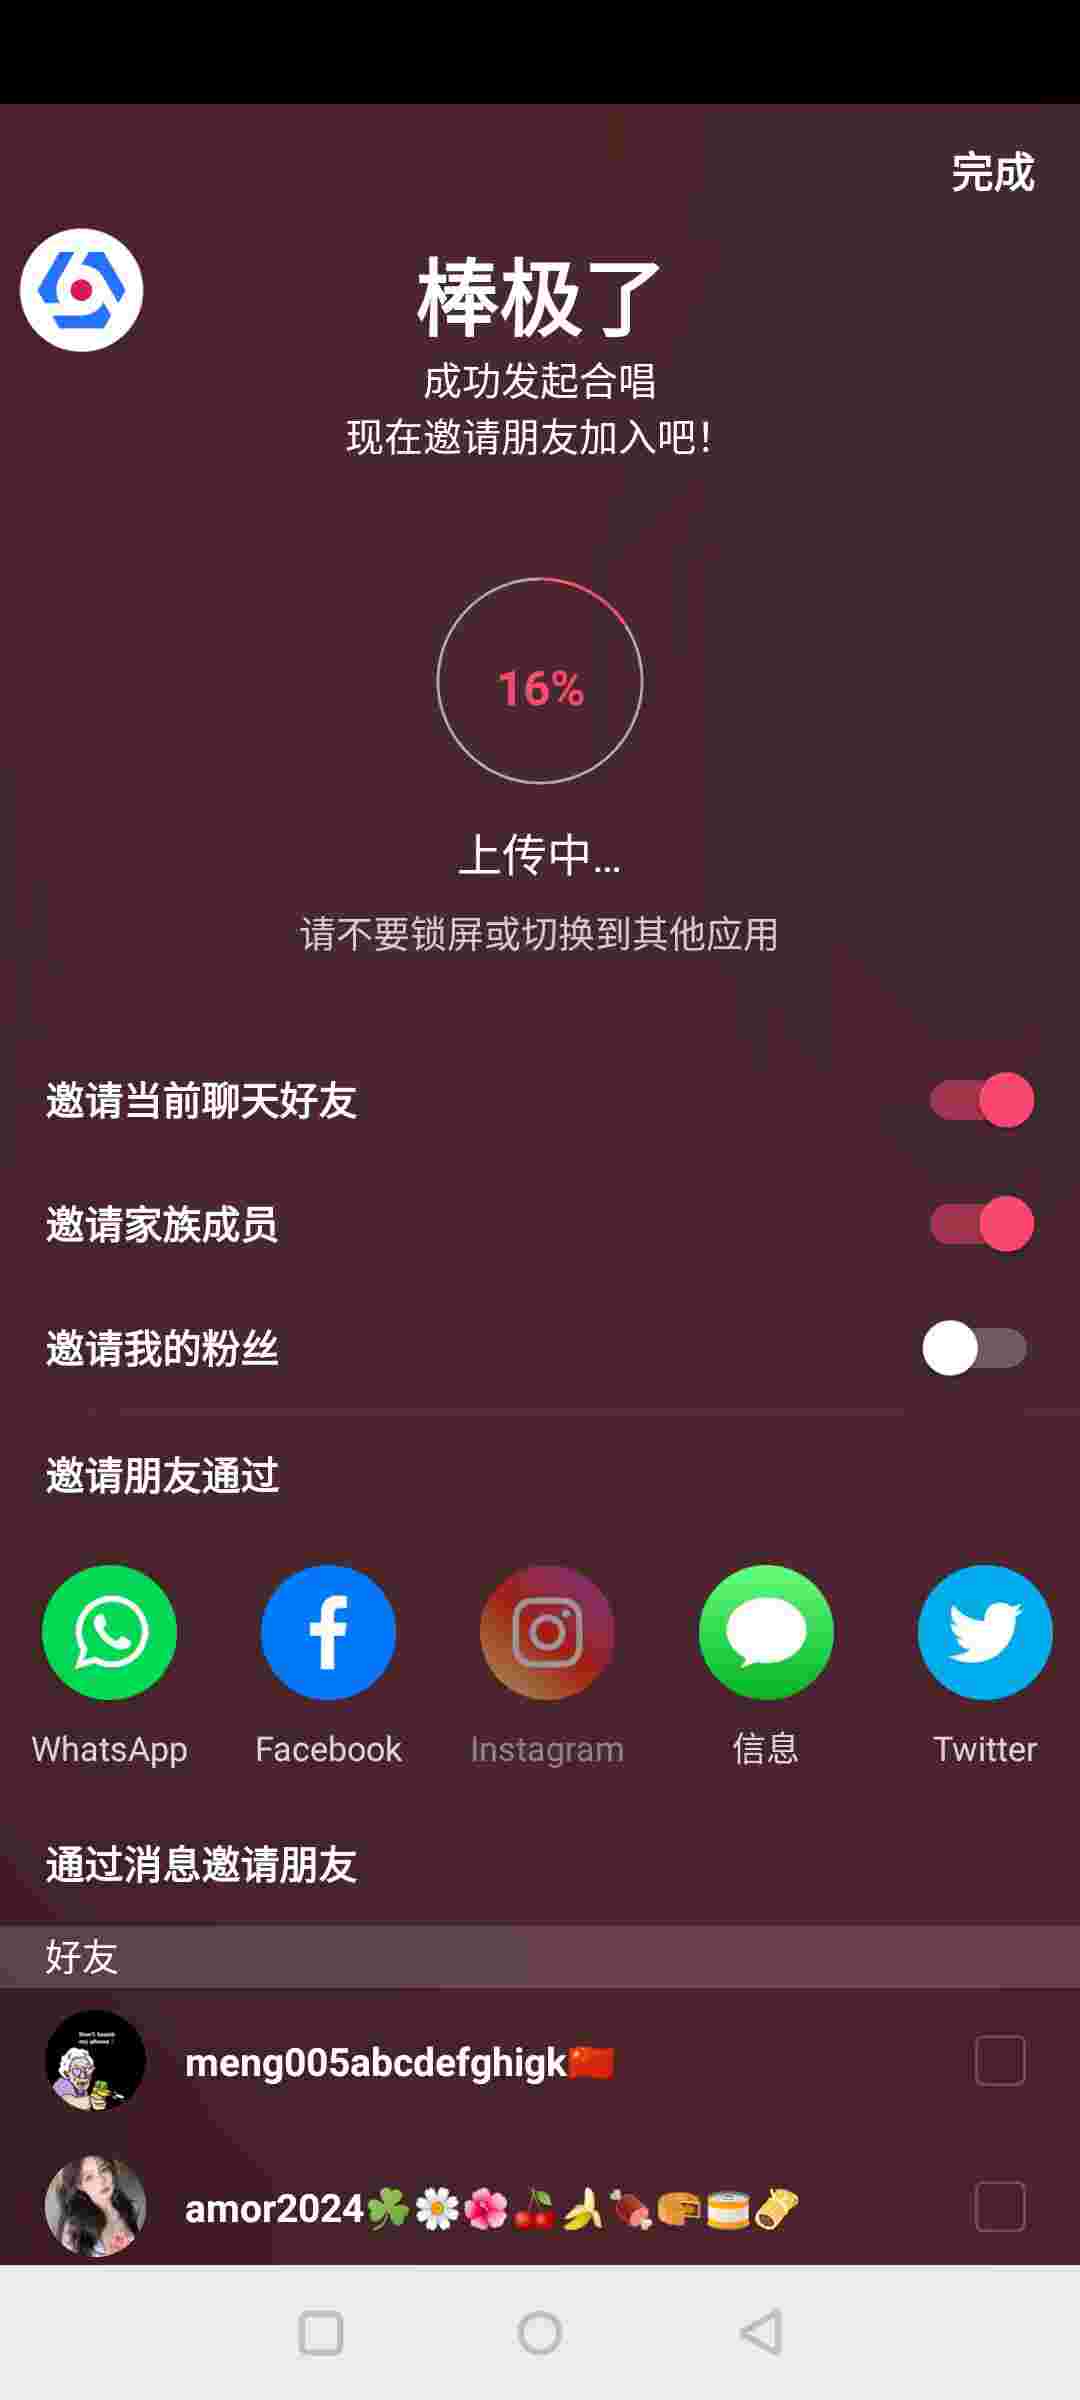 完成
棒极了
成功发起合唱
现在邀请朋友加入吧！
16%
上传中...
请不要锁屏或切换到其他应用
邀请当前聊天好友
邀请家族成员
邀请我的粉丝
邀请朋友通过
WhatsApp
Facebook
Instagram
信息
Twitter
通过消息邀请朋友
好友
meng005abcdefghigk🇨🇳
amor2024☘️🌼🌺🍒🍌🍖🧀🥫🌯